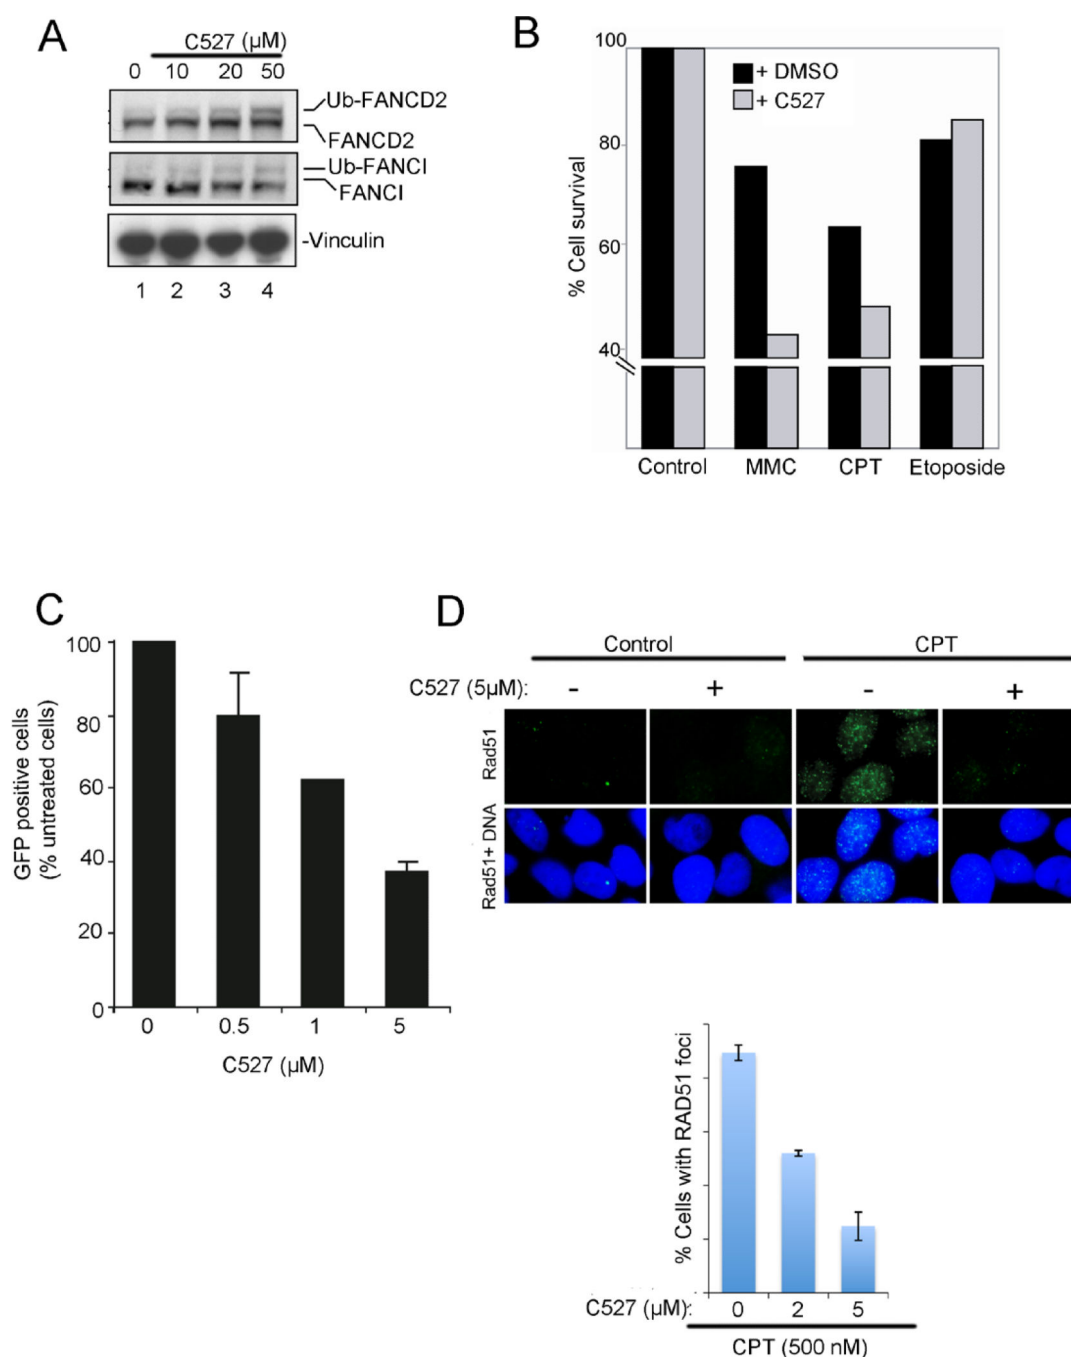 A
C527 (µM)
0 10 20 50
Ub-FANCD2
FANCD2
Ub-FANCI
FANCI
-Vinculin
1 2 3 4
B
100
80
60
40
% Cell survival
+ DMSO
+ C527
Control MMC CPT Etoposide
C
100
80
60
40
20
0
GFP positive cells
(% untreated cells)
0 0.5 1 5
C527 (µM)
D
Control CPT
C527 (5µM): - + - +
Rad51
Rad51+ DNA
% Cells with RAD51 foci
C527 (µM): 0 2 5
CPT (500 nM)